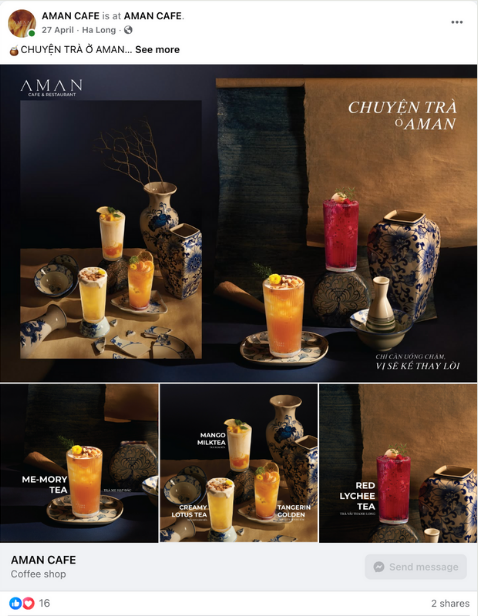 AMAN CAFE is at AMAN CAFE.
27 April · Ha Long ·
CHUYỆN TRÀ Ở AMAN... See more
AMAN
CAFE & RESTAURANT
CHUYỆN TRÀ
Ở AMAN
CHỈ CẦN UỐNG CHẬM,
VỊ SẼ KỂ THAY LỜI
ME-MORY
TEA
MANGO
MILKTEA
CREAMY
LOTUS TEA
TANGERIN
GOLDEN
RED
LYCHEE
TEA
AMAN CAFE
Coffee shop
Send message
16
2 shares